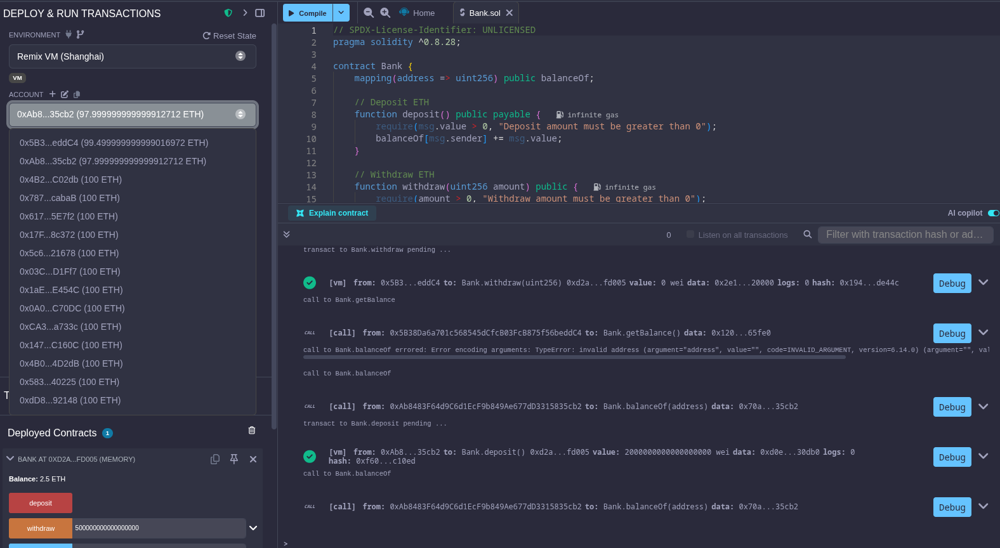 DEPLOY & RUN TRANSACTIONS
ENVIRONMENT
Reset State
Remix VM (Shanghai)
VM
ACCOUNT
0xAb8...35cb2 (97.999999999999912712 ETH)
0x5B3...eddC4 (99.499999999999016972 ETH)
0xAb8...35cb2 (97.999999999999912712 ETH)
0x4B2...C02db (100 ETH)
0x787...cabaB (100 ETH)
0x617...5E7f2 (100 ETH)
0x17F...8c372 (100 ETH)
0x5c6...21678 (100 ETH)
0x03C...D1Ff7 (100 ETH)
0x1aE...E454C (100 ETH)
0x0A0...C70DC (100 ETH)
0xCA3...a733c (100 ETH)
0x147...C160C (100 ETH)
0x4B0...4D2dB (100 ETH)
0x583...40225 (100 ETH)
0xdD8...92148 (100 ETH)
T
Deployed Contracts 1
BANK AT 0XD2A...FD005 (MEMORY)
Balance: 2.5 ETH
deposit
withdraw 500000000000000000
Compile
Home
Bank.sol
1 // SPDX-License-Identifier: UNLICENSED
2 pragma solidity ^0.8.28;
3
4 contract Bank {
5 mapping(address => uint256) public balanceOf;
6
7 // Deposit ETH
8 function deposit() public payable { infinite gas
9 require(msg.value > 0, "Deposit amount must be greater than 0");
10 balanceOf[msg.sender] += msg.value;
11 }
12
13 // Withdraw ETH
14 function withdraw(uint256 amount) public { infinite gas
15 require(amount > 0, "Withdraw amount must be greater than 0");
Explain contract
AI copilot
0 Listen on all transactions Filter with transaction hash or ad…
transact to Bank.withdraw pending ...
[vm] from: 0x5B3...eddC4 to: Bank.withdraw(uint256) 0xd2a...fd005 value: 0 wei data: 0x2e1...20000 logs: 0 hash: 0x194...de44c
Debug
call to Bank.getBalance
CALL [call] from: 0x5B38Da6a701c568545dCfcB03FcB875f56beddC4 to: Bank.getBalance() data: 0x120...65fe0
Debug
call to Bank.balanceOf errored: Error encoding arguments: TypeError: invalid address (argument="address", value="", code=INVALID_ARGUMENT, version=6.14.0) (argument="", val
call to Bank.balanceOf
CALL [call] from: 0xAb8483F64d9C6d1EcF9b849Ae677dD3315835cb2 to: Bank.balanceOf(address) data: 0x70a...35cb2
Debug
transact to Bank.deposit pending ...
[vm] from: 0xAb8...35cb2 to: Bank.deposit() 0xd2a...fd005 value: 2000000000000000000 wei data: 0xd0e...30db0 logs: 0
hash: 0xf60...c10ed
Debug
call to Bank.balanceOf
CALL [call] from: 0xAb8483F64d9C6d1EcF9b849Ae677dD3315835cb2 to: Bank.balanceOf(address) data: 0x70a...35cb2
Debug
>